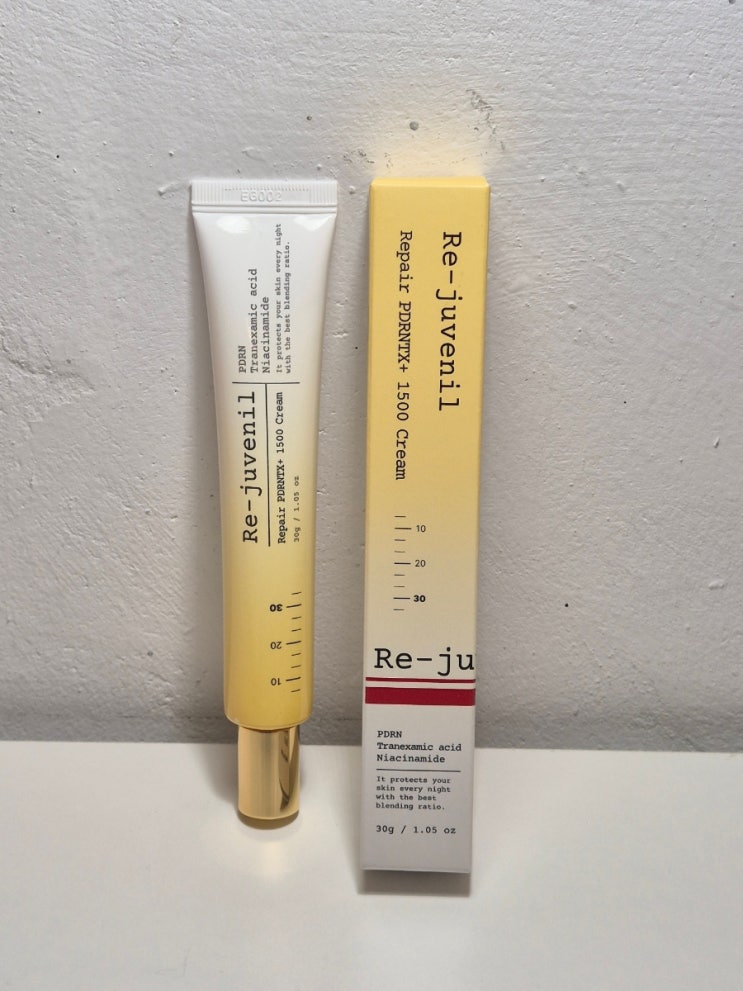 EG002
PDRN
Tranexamic acid
Niacinamide
It protects your skin every night
with the best blending ratio.
Re-juvenil
Repair PDRNTX+ 1500 Cream
30g / 1.05 oz
30
20
10
Re-juvenil
Repair PDRNTX+ 1500 Cream
10
20
30
Re-ju
PDRN
Tranexamic acid
Niacinamide
It protects your
skin every night
with the best
blending ratio.
30g / 1.05 oz